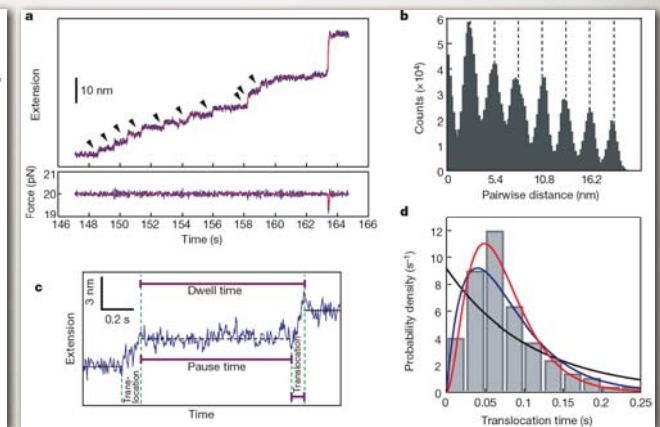 a
Extension
10 nm
Force (pN)
21
20
19
146 148 150 152 154 156 158 160 162 164 166
Time (s)
b
Counts (×10⁴)
6
5
4
3
2
1
0
0 5.4 10.8 16.2
Pairwise distance (nm)
c
3 nm
0.2 s
Dwell time
Pause time
Trans-
location
Translocation
Extension
Time
d
Probability density (s⁻¹)
12
10
8
6
4
2
0
0 0.05 0.1 0.15 0.2 0.25
Translocation time (s)